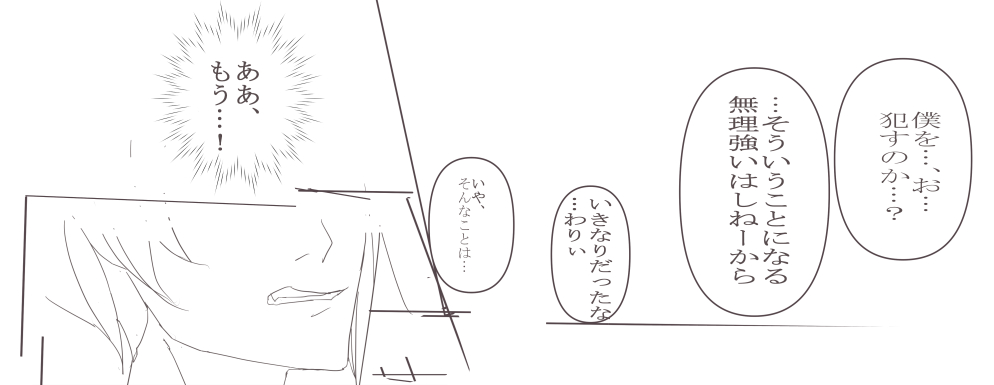 僕を…、お…
犯すのか…?
…そういうことになる
無理強いはしねーから
いきなりだったな
…わりぃ
いや、
そんなことは…
ああ、
もう…!